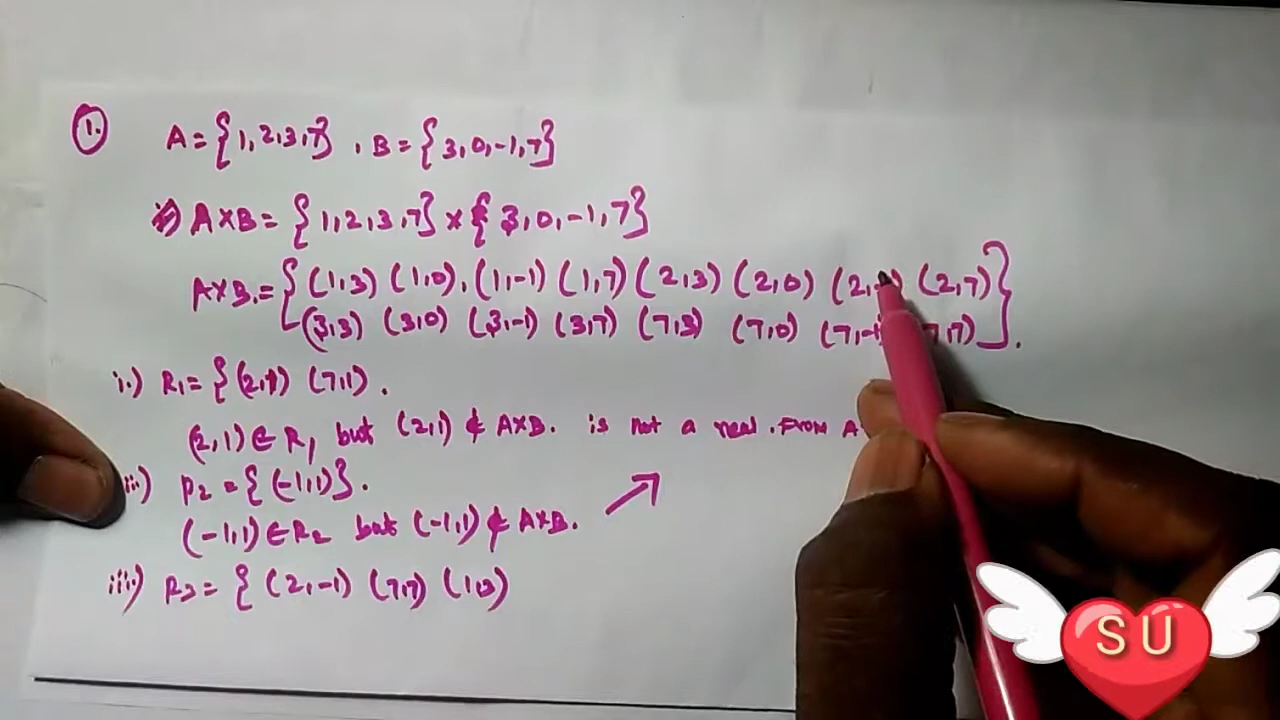 1. A = {1,2,3,7} , B = {3,0,-1,7}
i) A×B = {1,2,3,7} × {3,0,-1,7}
A×B = {(1,3) (1,0), (1,-1) (1,7) (2,3) (2,0) (2,-1) (2,7)
(3,3) (3,0) (3,-1) (3,7) (7,3) (7,0) (7,-1) 7,7)}.
i.) R1 = {(2,1) (7,1).
(2,1) ∈ R1 but (2,1) ∉ A×B. is not a real. From A
ii) R2 = {(-1,1)}.
(-1,1) ∈ R2 but (-1,1) ∉ A×B.
iii.) R3 = {(2,-1) (7,7) (1,3)
SU